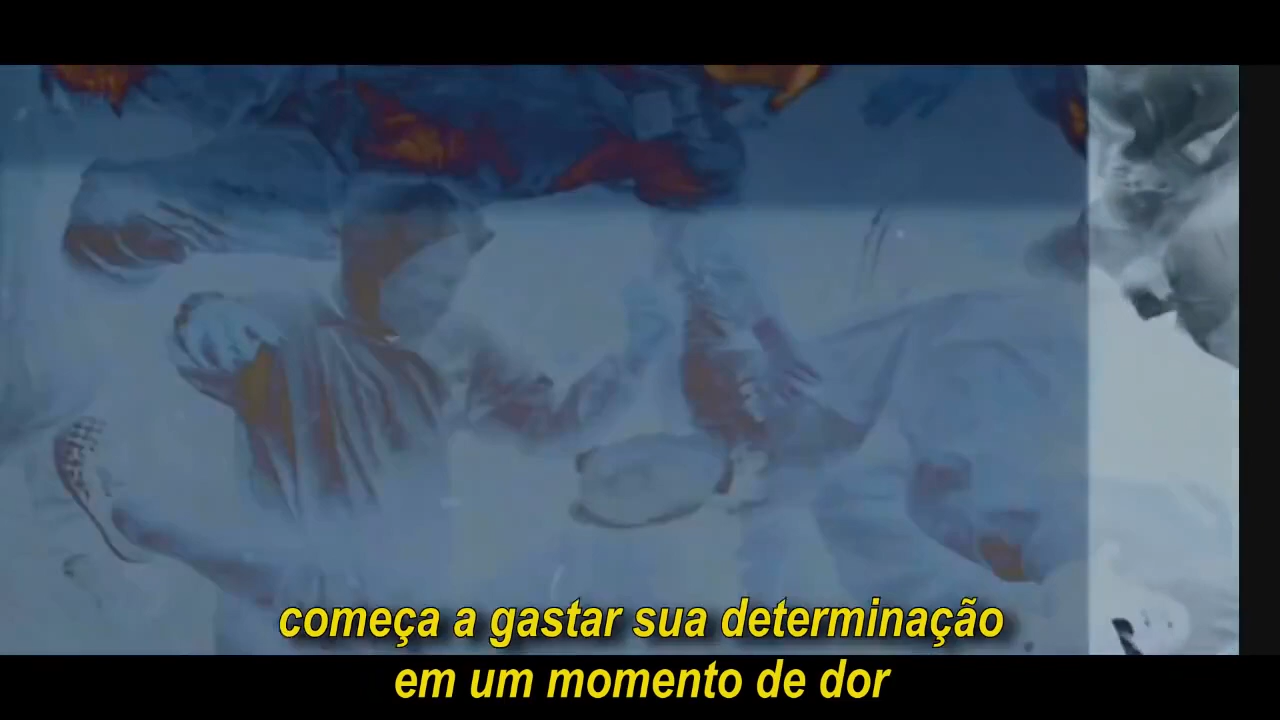 começa a gastar sua determinação
em um momento de dor